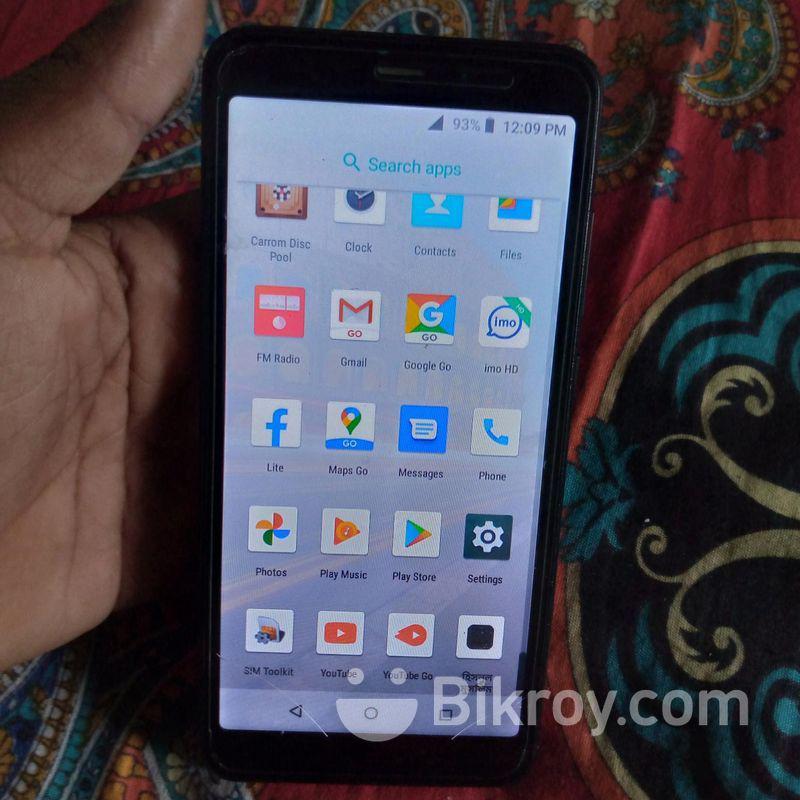 93% 12:09 PM
Search apps
Carrom Disc Pool
Clock
Contacts
Files
FM Radio
GO
Gmail
G
GO
Google Go
imo
HD
imo HD
f
Lite
GO
Maps Go
Messages
Phone
Photos
Play Music
Play Store
Settings
SIM Toolkit
YouTube
YouTube Go
হিসনুল
মুসলিম
Bikroy.com